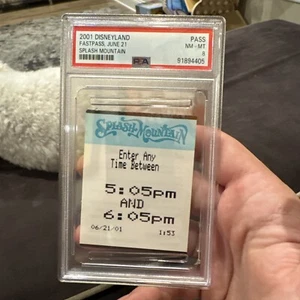 2001 DISNEYLAND PASS
FASTPASS, JUNE 21 NM-MT
SPLASH MOUNTAIN 8
PSA 91894405
SPLASH MOUNTAIN
Enter Any
Time Between
5:05pm
AND
6:05pm
06/21/01 1:53